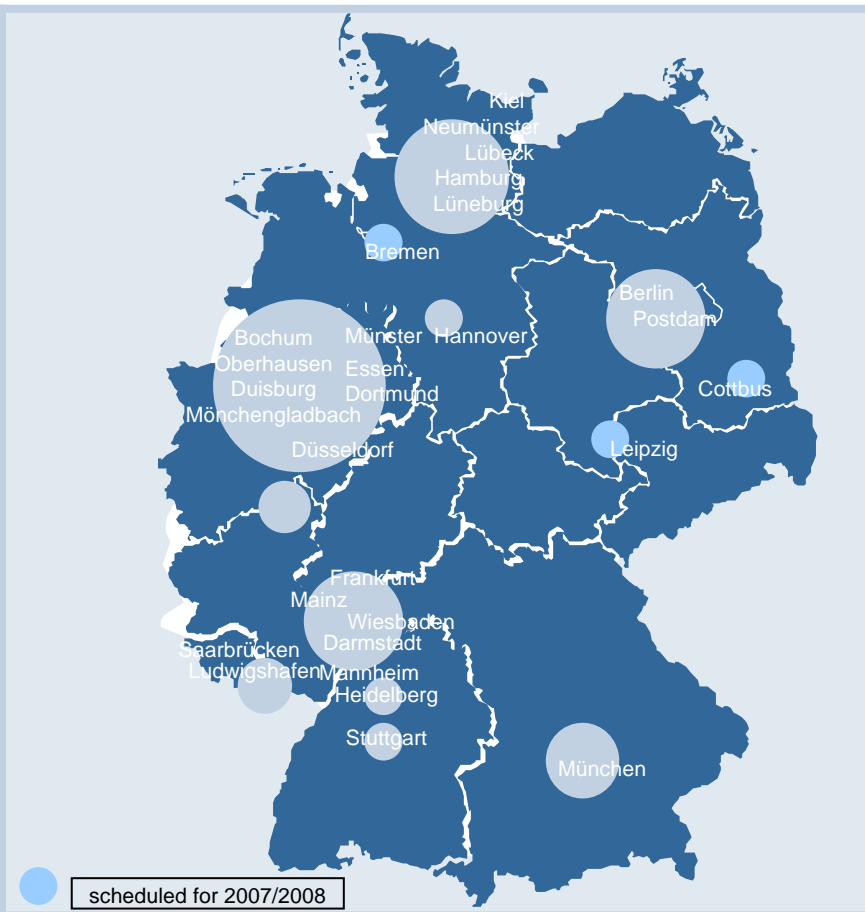 Kiel
Neumünster
Lübeck
Hamburg
Lüneburg
Bremen
Berlin
Postdam
Bochum
Münster
Hannover
Oberhausen
Essen
Duisburg
Dortmund
Cottbus
Mönchengladbach
Düsseldorf
Leipzig
Frankfurt
Mainz
Wiesbaden
Darmstadt
Saarbrücken
Ludwigshafen
Mannheim
Heidelberg
Stuttgart
München
scheduled for 2007/2008